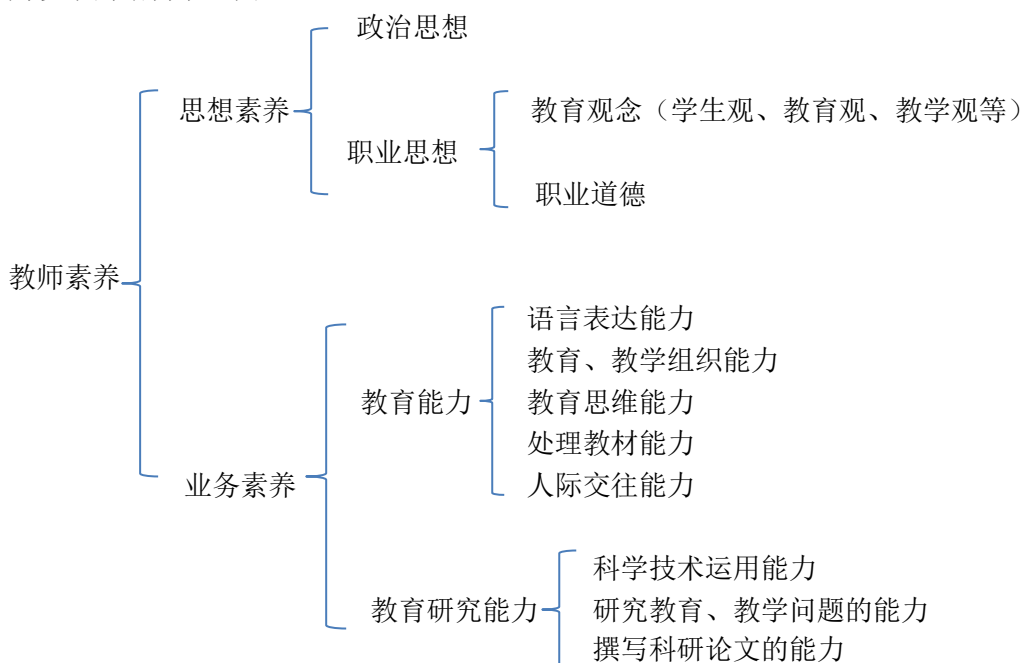 政治思想
思想素养
教育观念（学生观、教育观、教学观等）
职业思想
职业道德
教师素养
语言表达能力
教育、教学组织能力
教育能力
教育思维能力
处理教材能力
业务素养
人际交往能力
科学技术运用能力
教育研究能力
研究教育、教学问题的能力
撰写科研论文的能力